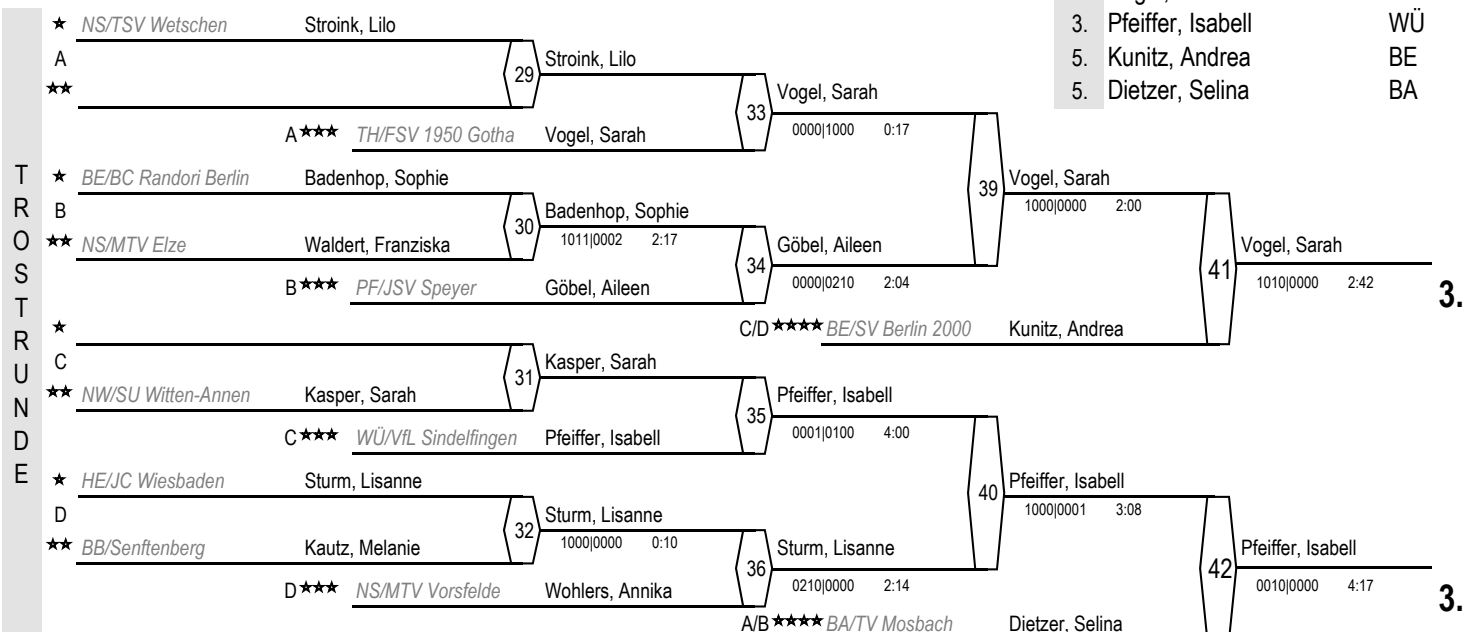 3. Pfeiffer, Isabell WÜ
5. Kunitz, Andrea BE
5. Dietzer, Selina BA
TROSTRUNDE
★ NS/TSV Wetschen Stroink, Lilo
A
★★
29 Stroink, Lilo
A★★★ TH/FSV 1950 Gotha Vogel, Sarah
33 Vogel, Sarah
0000|1000 0:17
★ BE/BC Randori Berlin Badenhop, Sophie
B
★★ NS/MTV Elze Waldert, Franziska
30 Badenhop, Sophie
1011|0002 2:17
B★★★ PF/JSV Speyer Göbel, Aileen
34 Göbel, Aileen
0000|0210 2:04
39 Vogel, Sarah
1000|0000 2:00
C/D★★★★ BE/SV Berlin 2000 Kunitz, Andrea
41 Vogel, Sarah
1010|0000 2:42
3.
★
C
★★ NW/SU Witten-Annen Kasper, Sarah
31 Kasper, Sarah
C★★★ WÜ/VfL Sindelfingen Pfeiffer, Isabell
35 Pfeiffer, Isabell
0001|0100 4:00
★ HE/JC Wiesbaden Sturm, Lisanne
D
★★ BB/Senftenberg Kautz, Melanie
32 Sturm, Lisanne
1000|0000 0:10
D★★★ NS/MTV Vorsfelde Wohlers, Annika
36 Sturm, Lisanne
0210|0000 2:14
40 Pfeiffer, Isabell
1000|0001 3:08
A/B★★★★ BA/TV Mosbach Dietzer, Selina
42 Pfeiffer, Isabell
0010|0000 4:17
3.